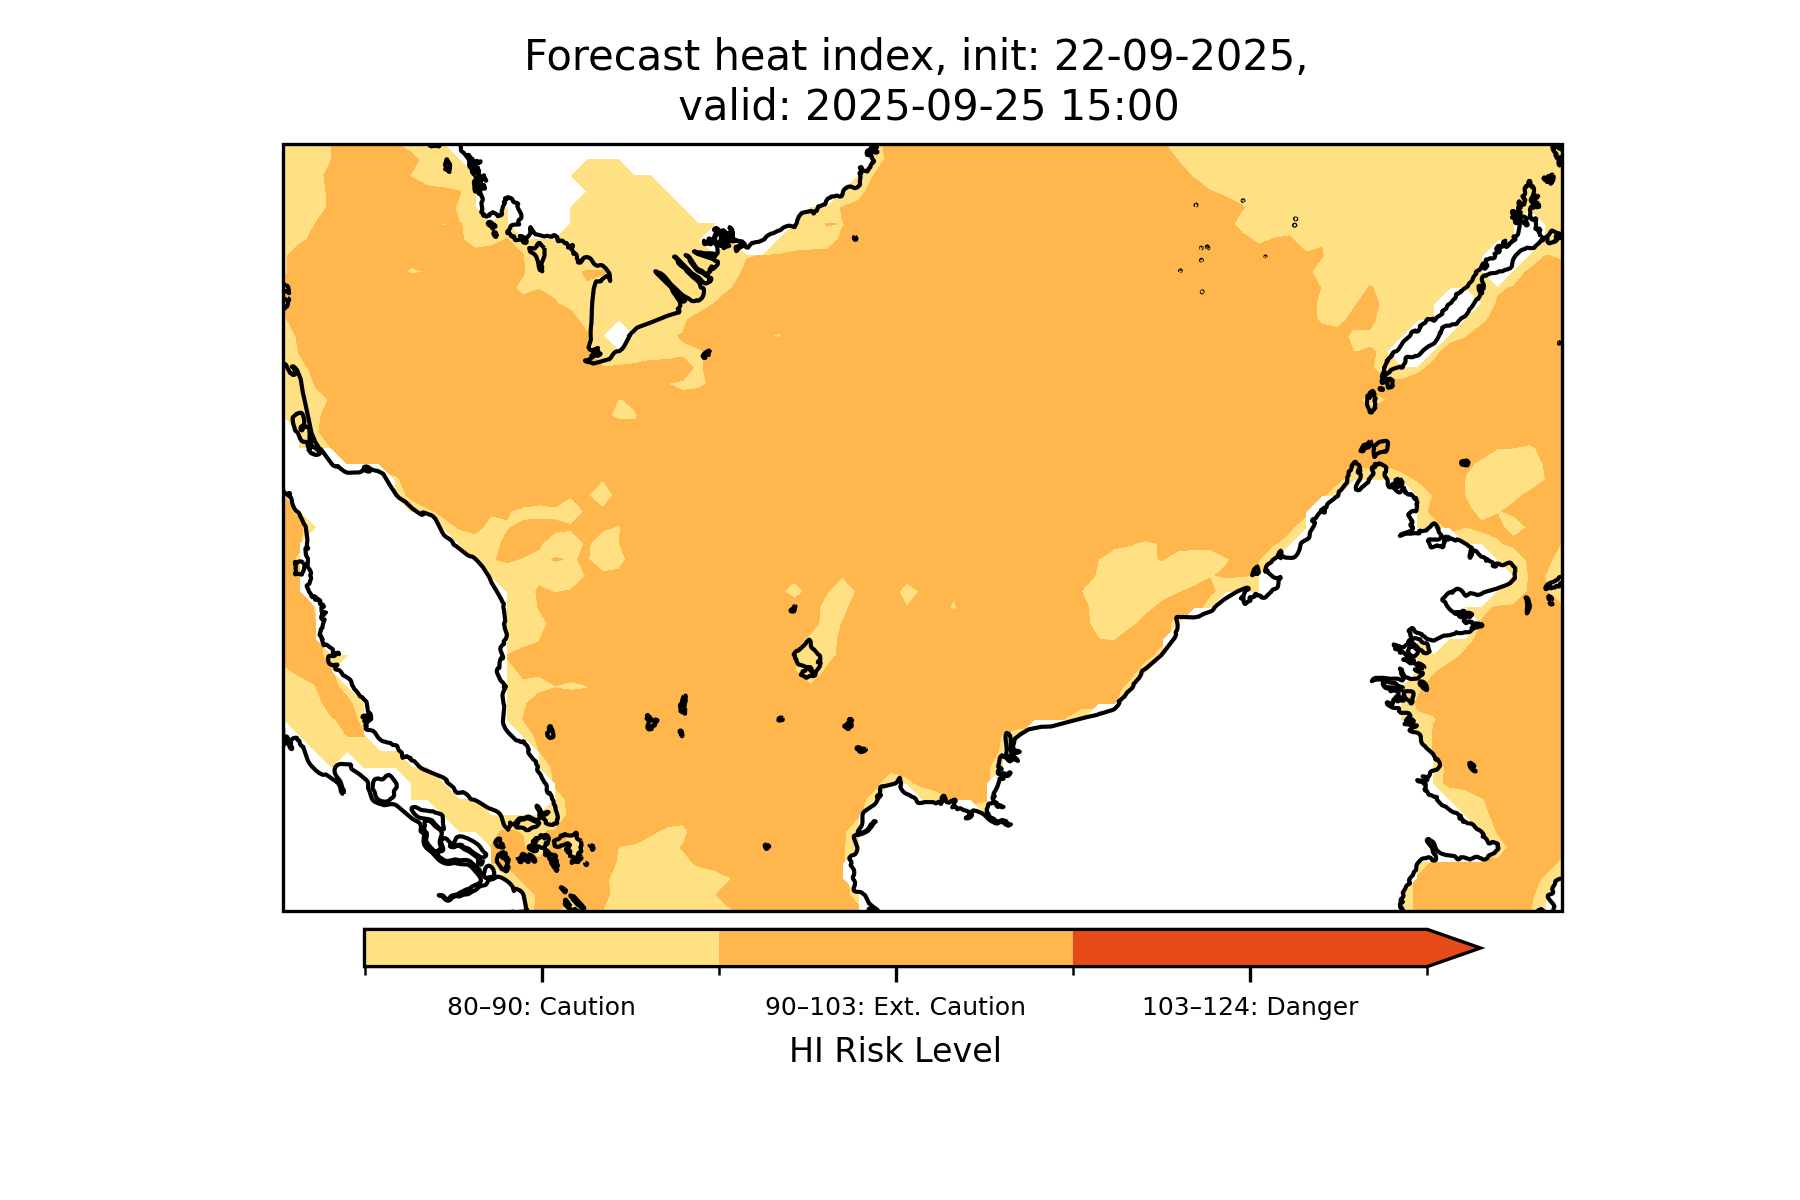 Forecast heat index, init: 22-09-2025,
valid: 2025-09-25 15:00
80–90: Caution
90–103: Ext. Caution
103–124: Danger
HI Risk Level